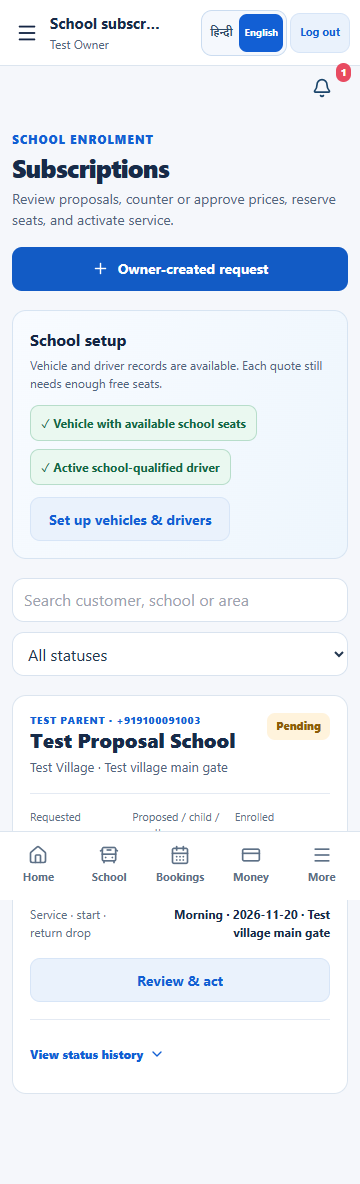 School subscr...
Test Owner
हिन्दी
English
Log out
1
SCHOOL ENROLMENT
Subscriptions
Review proposals, counter or approve prices, reserve
seats, and activate service.
+ Owner-created request
School setup
Vehicle and driver records are available. Each quote still
needs enough free seats.
✓ Vehicle with available school seats
✓ Active school-qualified driver
Set up vehicles & drivers
Search customer, school or area
All statuses
TEST PARENT · +919100091003
Pending
Test Proposal School
Test Village · Test village main gate
Requested
Proposed / child /
Enrolled
Home
School
Bookings
Money
More
Service · start ·
return drop
Morning · 2026-11-20 · Test
village main gate
Review & act
View status history